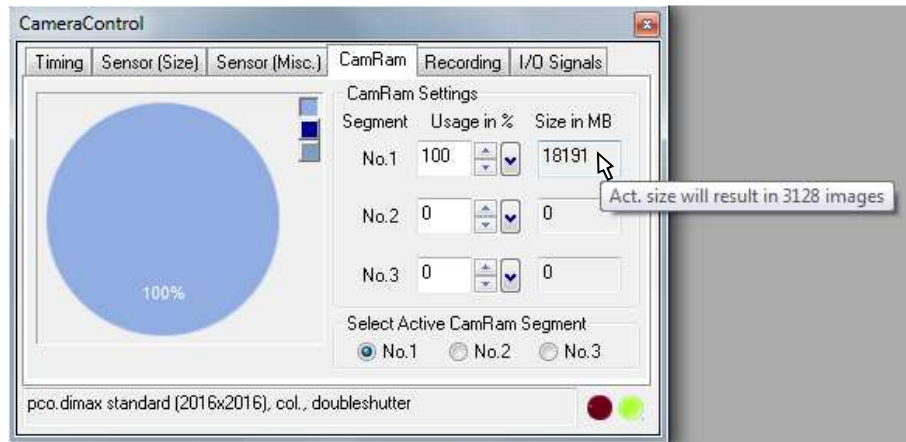 CameraControl
Timing Sensor (Size) Sensor (Misc.) CamRam Recording I/O Signals
CamRam Settings
Segment Usage in % Size in MB
No.1 100 18191
Act. size will result in 3128 images
No.2 0 0
No.3 0 0
100%
Select Active CamRam Segment
No.1 No.2 No.3
pco.dimax standard (2016x2016), col., doubleshutter